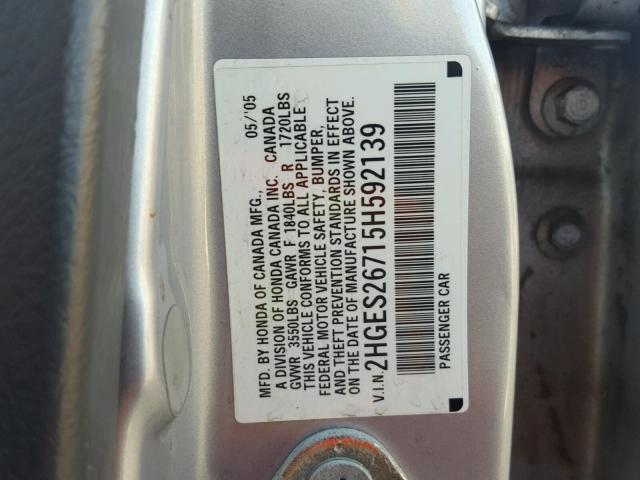 MFD. BY HONDA OF CANADA MFG., 05/'05
A DIVISION OF HONDA CANADA INC. CANADA
GVWR 3550LBS GAWR F 1840LBS R 1720LBS
THIS VEHICLE CONFORMS TO ALL APPLICABLE
FEDERAL MOTOR VEHICLE SAFETY, BUMPER,
AND THEFT PREVENTION STANDARDS IN EFFECT
ON THE DATE OF MANUFACTURE SHOWN ABOVE.
V.I.N. 2HGES26715H592139
PASSENGER CAR